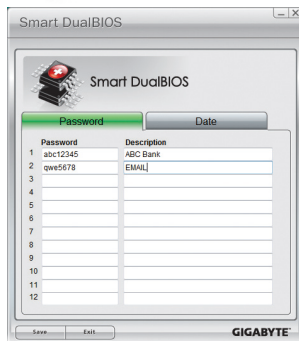 Smart DualBIOS
Smart DualBIOS
Password Date
Password Description
1 abc12345 ABC Bank
2 qwe5678 EMAIL
3
4
5
6
7
8
9
10
11
12
Save Exit GIGABYTE™